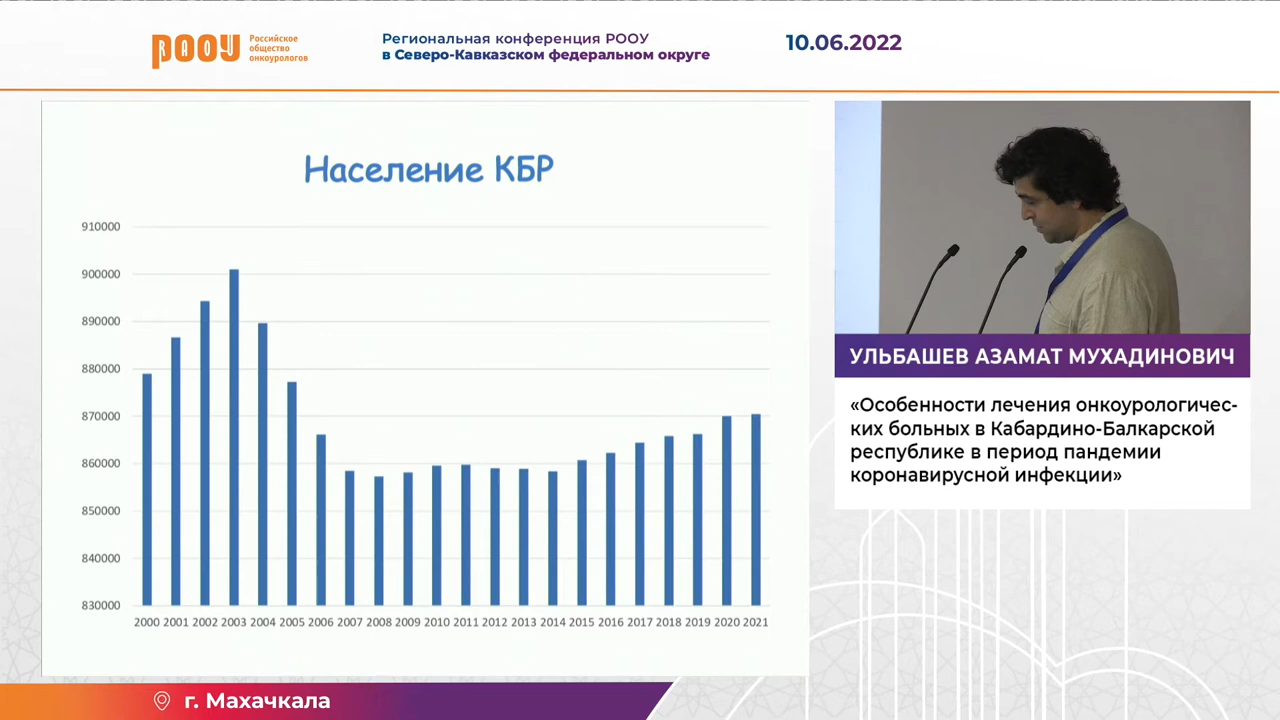 РООУ
RAOU
Российское
общество
онкоурологов
Региональная конференция РООУ
в Северо-Кавказском федеральном округе
10.06.2022
Население КБР
910000
900000
890000
880000
870000
860000
850000
840000
830000
2000 2001 2002 2003 2004 2005 2006 2007 2008 2009 2010 2011 2012 2013 2014 2015 2016 2017 2018 2019 2020 2021
УЛЬБАШЕВ АЗАМАТ МУХАДИНОВИЧ
«Особенности лечения онкоурологичес-
ких больных в Кабардино-Балкарской
республике в период пандемии
коронавирусной инфекции»
г. Махачкала